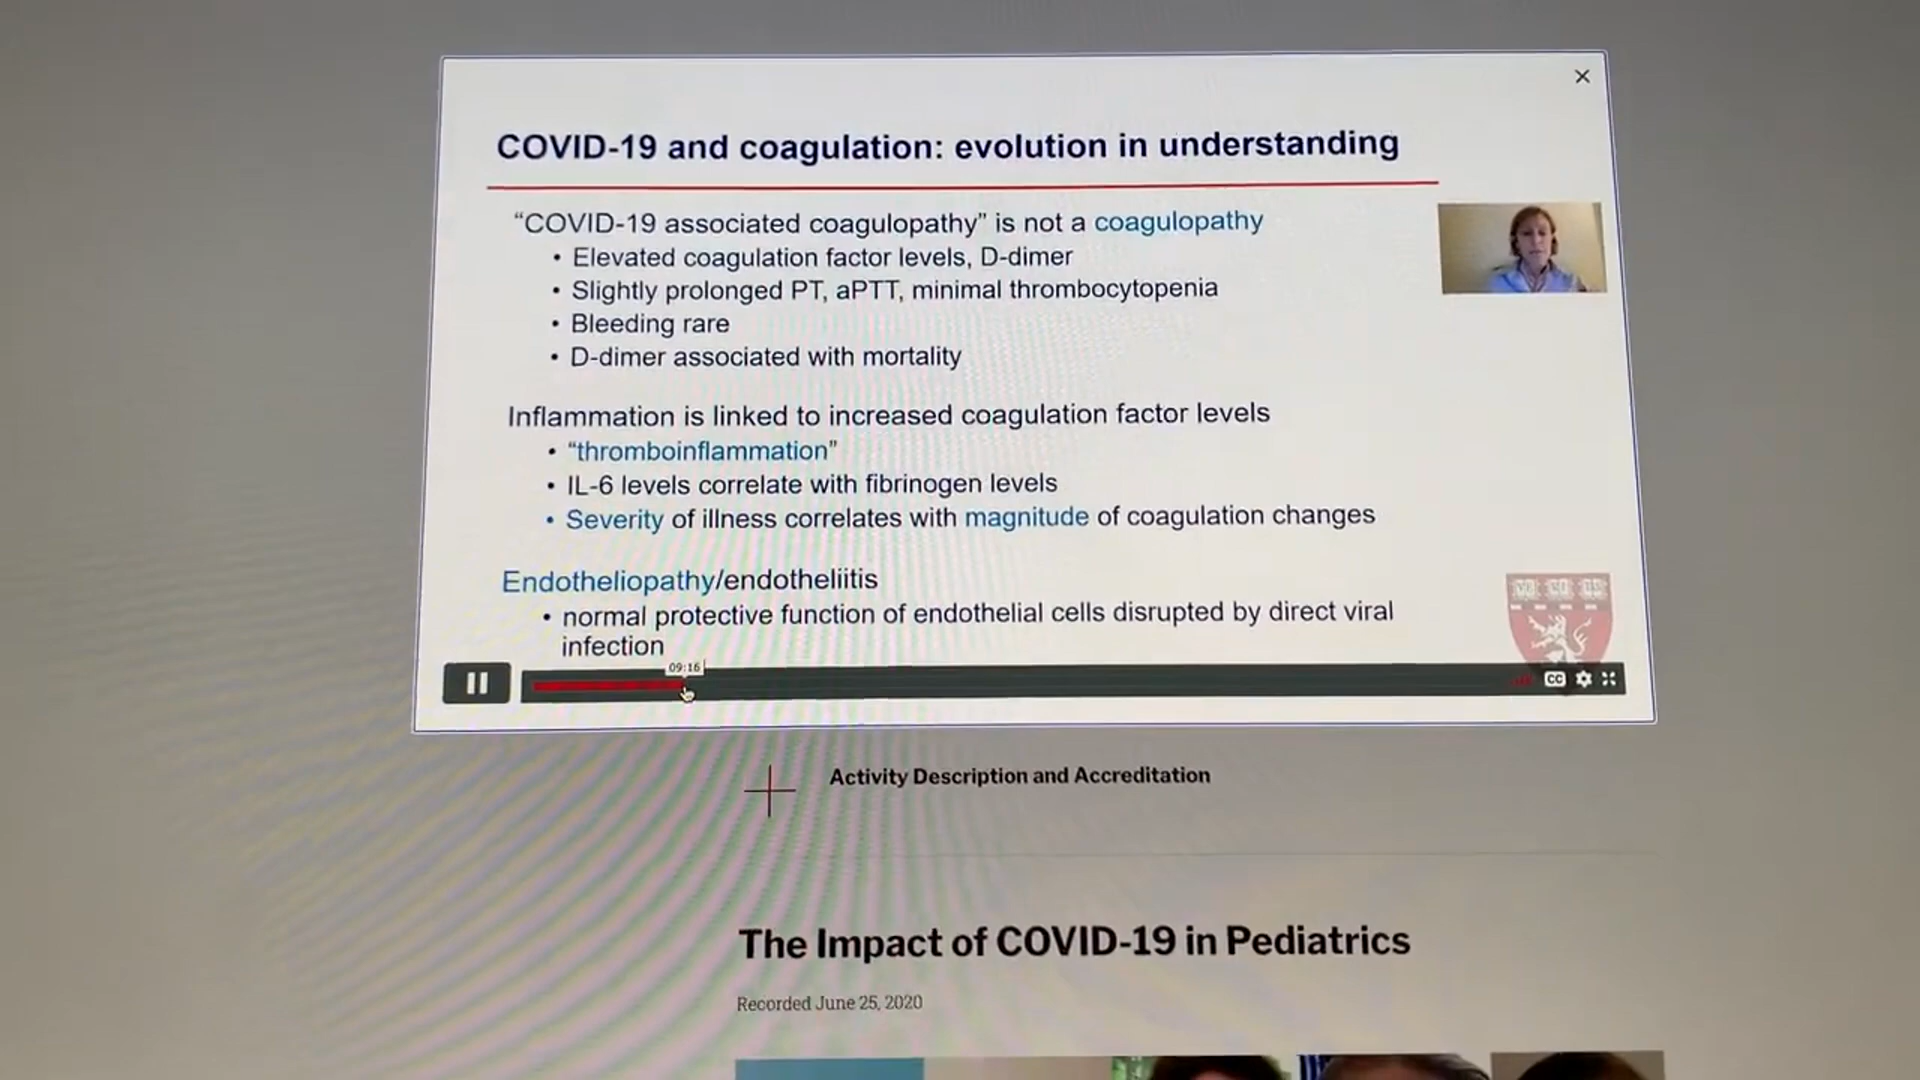 COVID-19 and coagulation: evolution in understanding
“COVID-19 associated coagulopathy” is not a coagulopathy
• Elevated coagulation factor levels, D-dimer
• Slightly prolonged PT, aPTT, minimal thrombocytopenia
• Bleeding rare
• D-dimer associated with mortality
Inflammation is linked to increased coagulation factor levels
• “thromboinflammation”
• IL-6 levels correlate with fibrinogen levels
• Severity of illness correlates with magnitude of coagulation changes
Endotheliopathy/endotheliitis
• normal protective function of endothelial cells disrupted by direct viral
infection
09:16
CC
Activity Description and Accreditation
The Impact of COVID-19 in Pediatrics
Recorded June 25, 2020